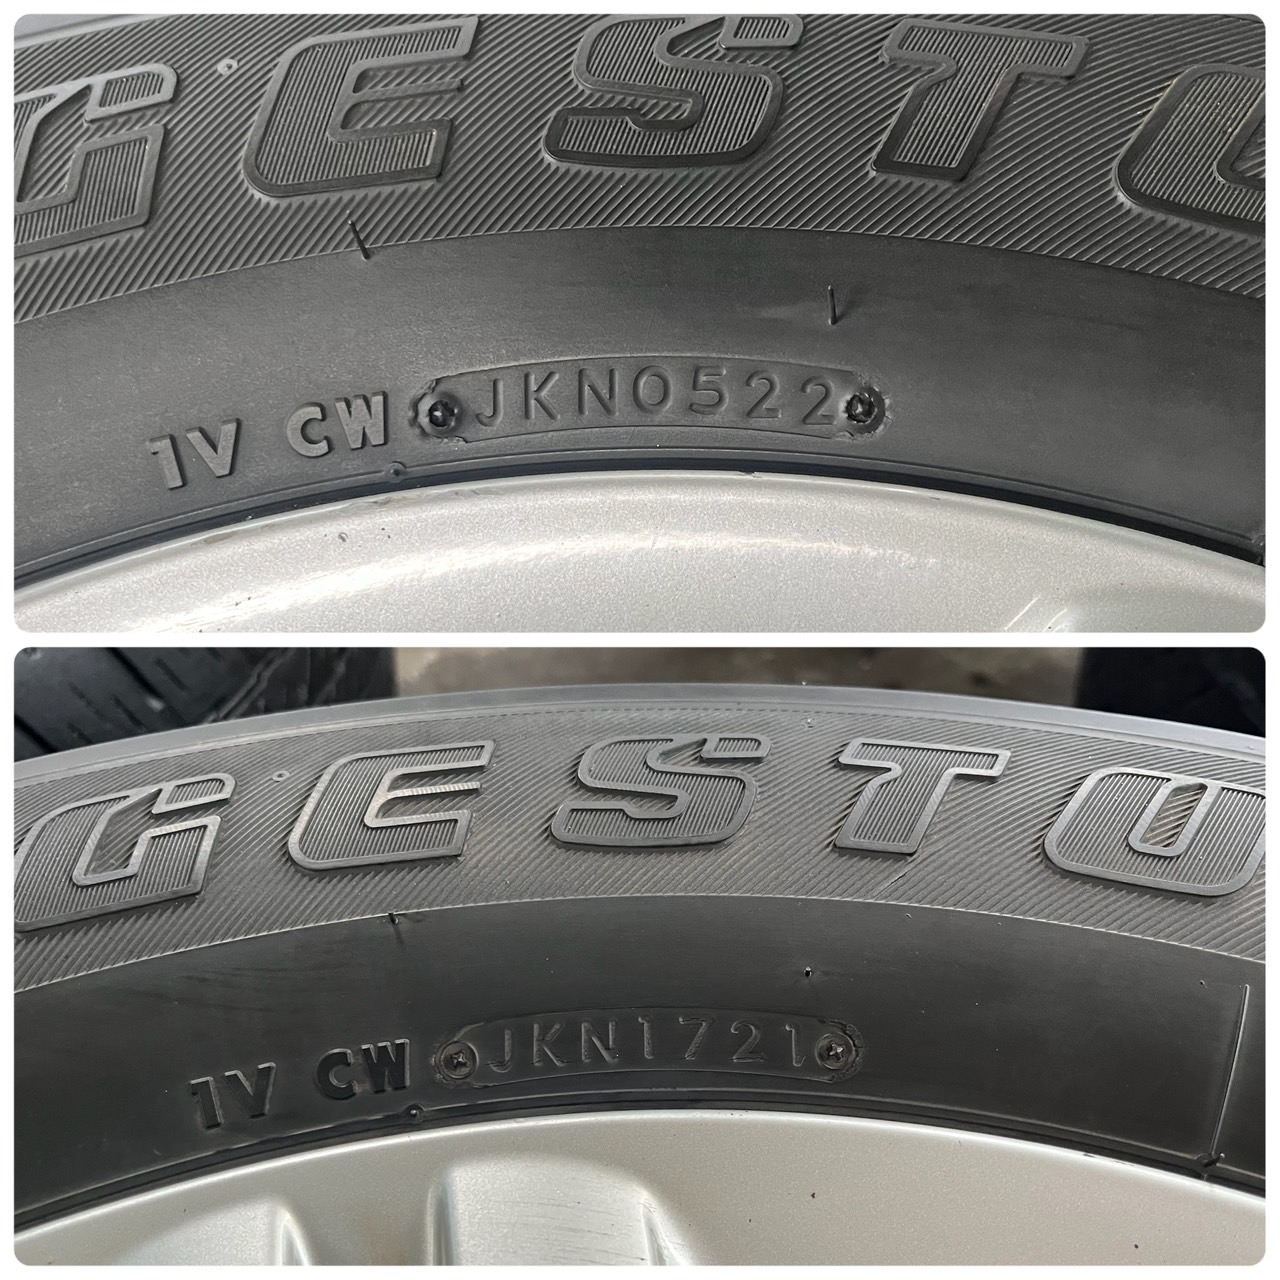 GESTO
1V CW JKN0522
GESTO
1V CW JKN1721